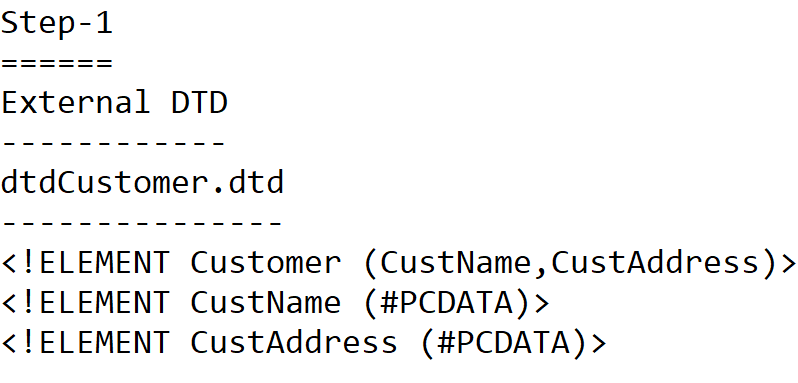 Step-1
======
External DTD
------------
dtdCustomer.dtd
---------------
<!ELEMENT Customer (CustName,CustAddress)>
<!ELEMENT CustName (#PCDATA)>
<!ELEMENT CustAddress (#PCDATA)>